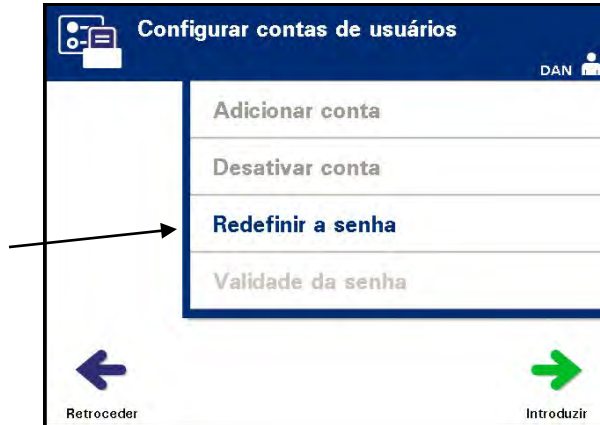 Configurar contas de usuários
DAN
Adicionar conta
Desativar conta
Redefinir a senha
Validade da senha
Retroceder
Introduzir